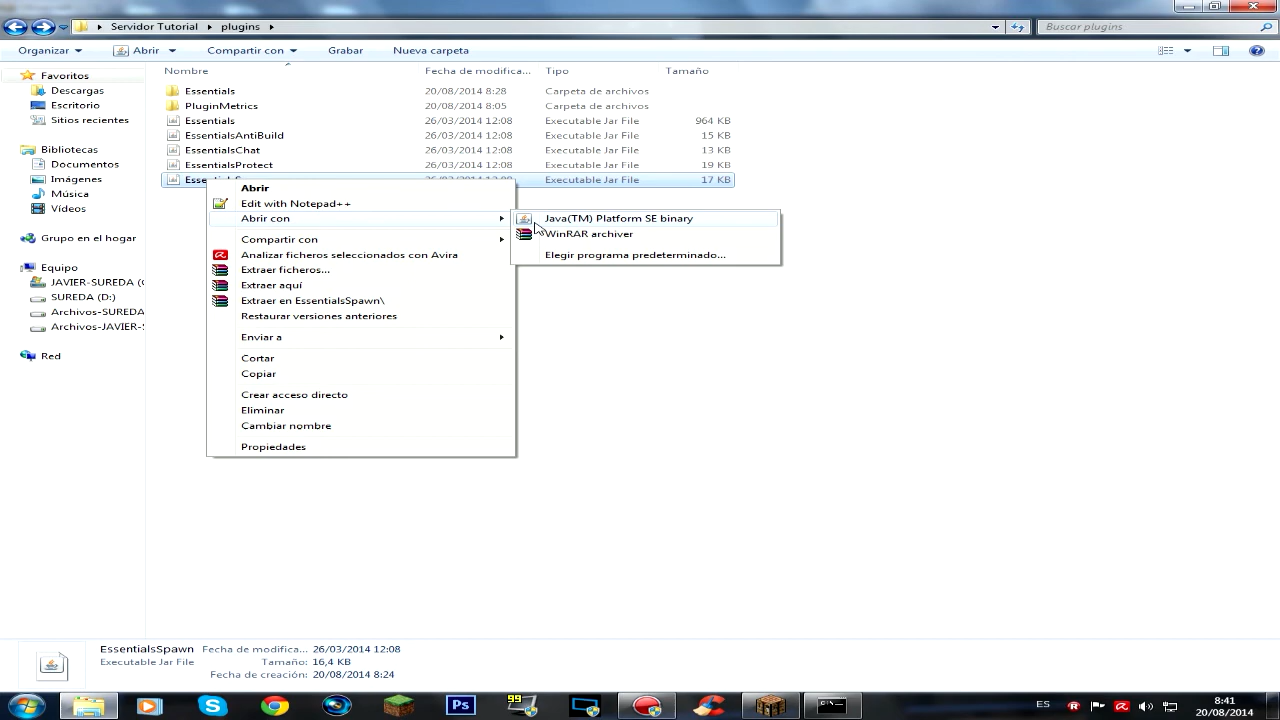 Servidor Tutorial plugins
Buscar plugins
Organizar Abrir Compartir con Grabar Nueva carpeta
Nombre Fecha de modifica... Tipo Tamaño
Favoritos
Descargas
Escritorio
Sitios recientes
Bibliotecas
Documentos
Imágenes
Música
Vídeos
Grupo en el hogar
Equipo
JAVIER-SUREDA (C
SUREDA (D:)
Archivos-SUREDA
Archivos-JAVIER-S
Red
Essentials 20/08/2014 8:28 Carpeta de archivos
PluginMetrics 20/08/2014 8:05 Carpeta de archivos
Essentials 26/03/2014 12:08 Executable Jar File 964 KB
EssentialsAntiBuild 26/03/2014 12:08 Executable Jar File 15 KB
EssentialsChat 26/03/2014 12:08 Executable Jar File 13 KB
EssentialsProtect 26/03/2014 12:08 Executable Jar File 19 KB
Executable Jar File 17 KB
Abrir
Edit with Notepad++
Abrir con
Compartir con
Analizar ficheros seleccionados con Avira
Extraer ficheros...
Extraer aquí
Extraer en EssentialsSpawn\
Restaurar versiones anteriores
Enviar a
Cortar
Copiar
Crear acceso directo
Eliminar
Cambiar nombre
Propiedades
Java(TM) Platform SE binary
WinRAR archiver
Elegir programa predeterminado...
EssentialsSpawn Fecha de modifica... 26/03/2014 12:08
Executable Jar File Tamaño: 16,4 KB
Fecha de creación: 20/08/2014 8:24
Ps
99
ES
8:41
20/08/2014